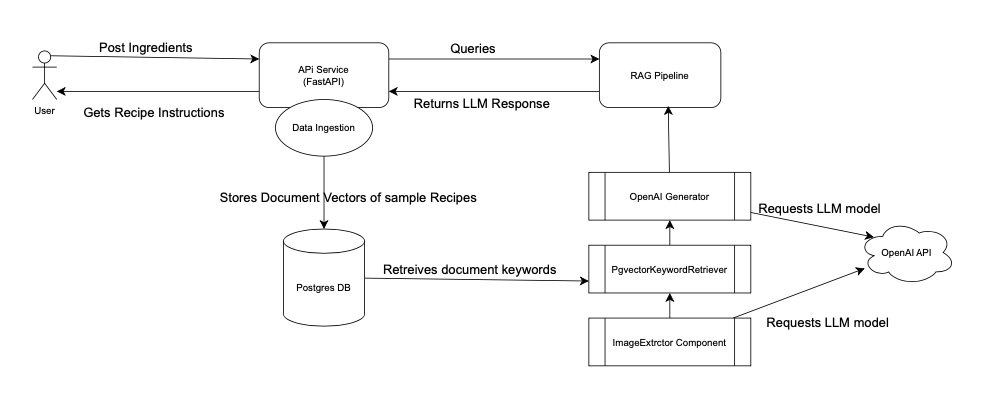 Post Ingredients
Queries
APi Service
(FastAPI)
RAG Pipeline
User
Gets Recipe Instructions
Returns LLM Response
Data Ingestion
Stores Document Vectors of sample Recipes
OpenAI Generator
Requests LLM model
OpenAI API
Retreives document keywords
PgvectorKeywordRetriever
Postgres DB
Requests LLM model
ImageExtrctor Component